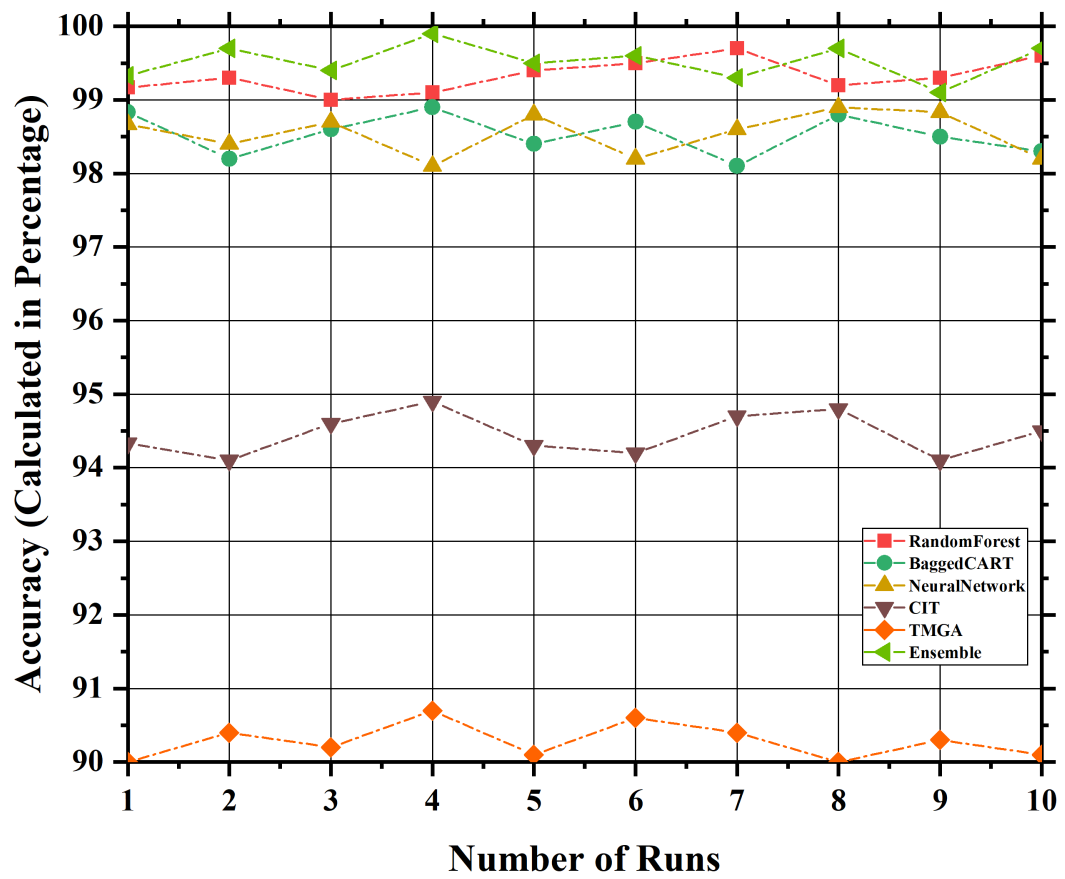 Accuracy (Calculated in Percentage)
100
99
98
97
96
95
94
93
92
91
90
RandomForest
BaggedCART
NeuralNetwork
CIT
TMGA
Ensemble
1 2 3 4 5 6 7 8 9 10
Number of Runs